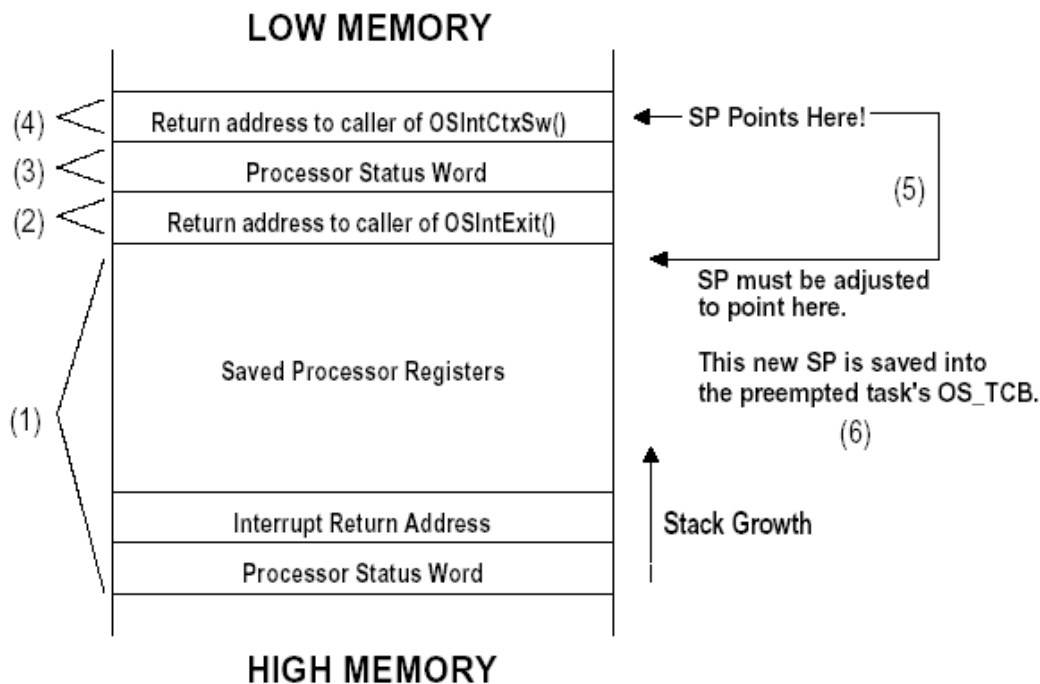 LOW MEMORY
(4)
Return address to caller of OSIntCtxSw()
SP Points Here!
(3)
Processor Status Word
(5)
(2)
Return address to caller of OSIntExit()
SP must be adjusted
to point here.
Saved Processor Registers
This new SP is saved into
the preempted task's OS_TCB.
(1)
(6)
Interrupt Return Address
Stack Growth
Processor Status Word
HIGH MEMORY